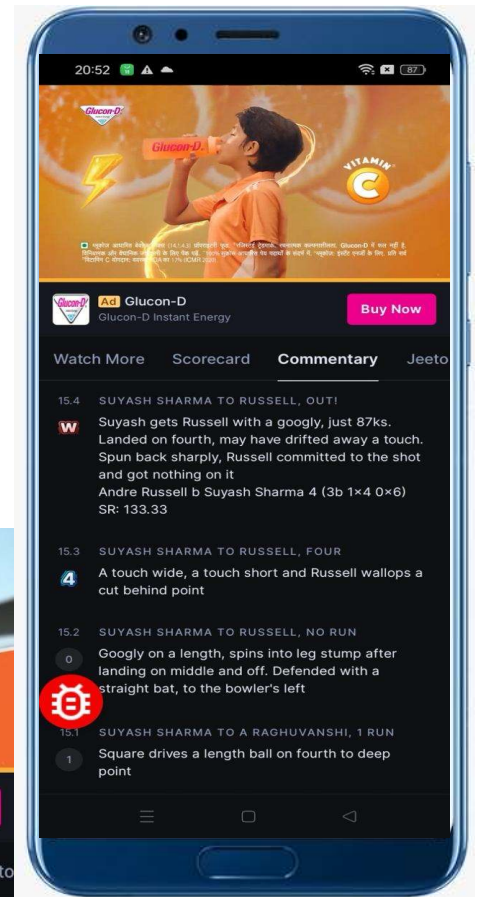 20:52
87
Glucon-D
Glucon-D
VITAMIN
C
Ad Glucon-D
Glucon-D Instant Energy
Buy Now
Watch More Scorecard Commentary Jeeto
15.4 SUYASH SHARMA TO RUSSELL, OUT!
W
Suyash gets Russell with a googly, just 87ks.
Landed on fourth, may have drifted away a touch.
Spun back sharply, Russell committed to the shot
and got nothing on it
Andre Russell b Suyash Sharma 4 (3b 1×4 0×6)
SR: 133.33
15.3 SUYASH SHARMA TO RUSSELL, FOUR
4
A touch wide, a touch short and Russell wallops a
cut behind point
15.2 SUYASH SHARMA TO RUSSELL, NO RUN
0
Googly on a length, spins into leg stump after
landing on middle and off. Defended with a
straight bat, to the bowler's left
15.1 SUYASH SHARMA TO A RAGHUVANSHI, 1 RUN
1
Square drives a length ball on fourth to deep
point
to